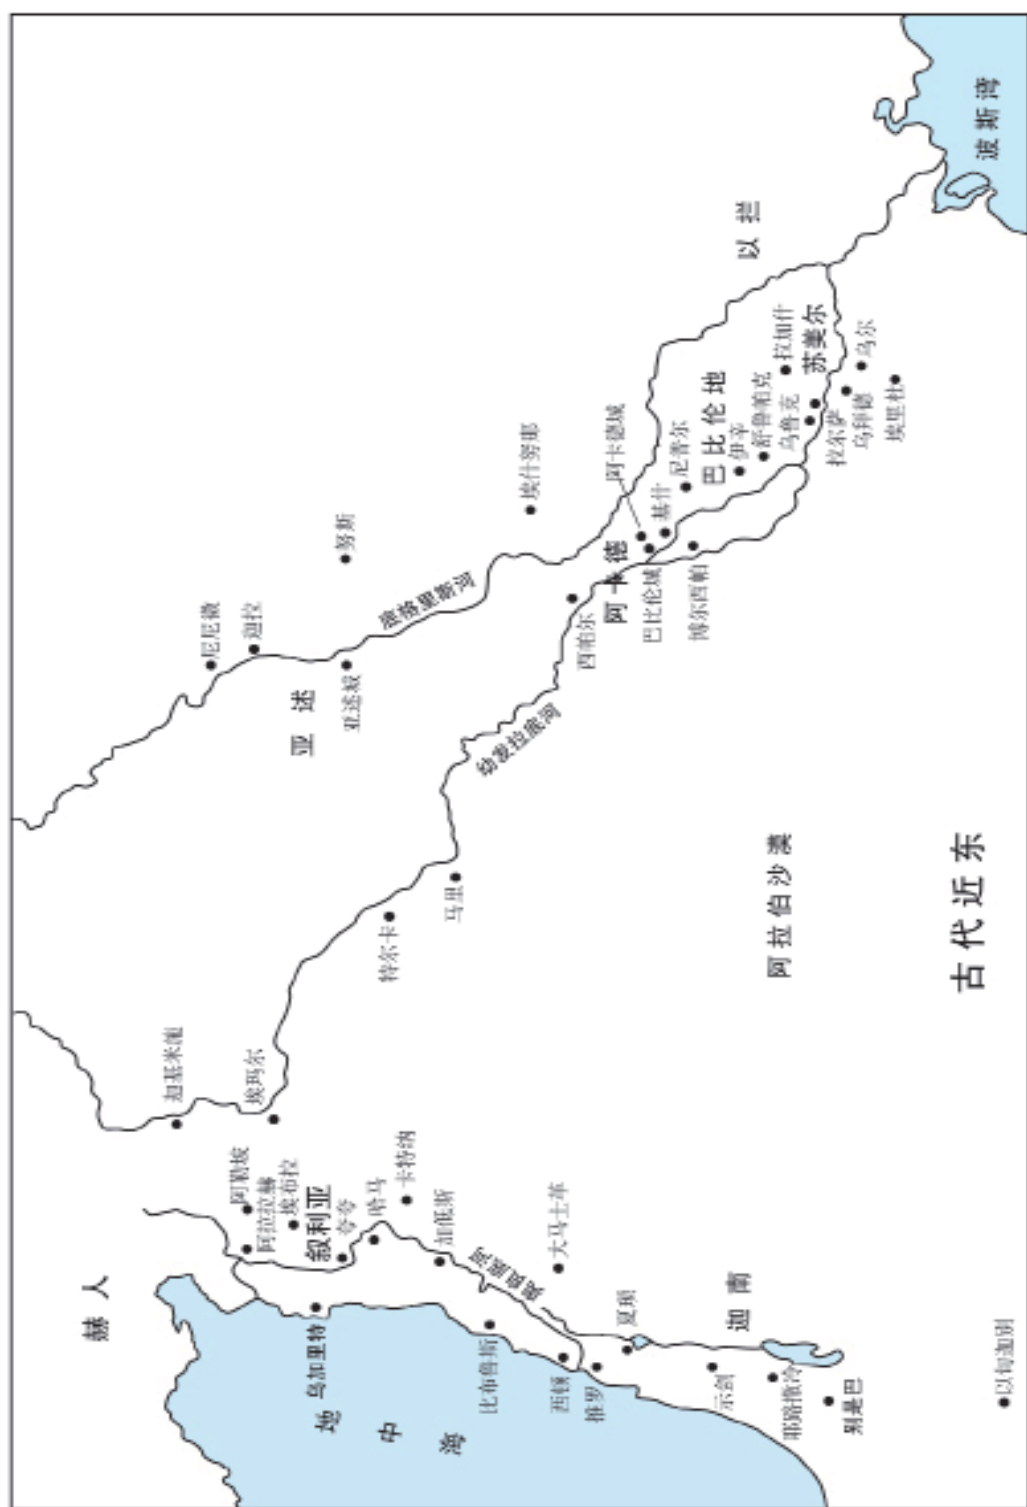 古代近东
赫人
地中海
波斯湾
阿拉伯沙漠
亚述
叙利亚
迦南
阿卡德
巴比伦地
苏美尔
以拦
底格里斯河
幼发拉底河
奥良底河
尼尼微
迦拉
努斯
亚述城
埃什努那
阿卡德城
西帕尔
巴比伦城
基什
博尔西帕
尼普尔
伊辛
舒鲁帕克
乌鲁克
拉加什
拉尔萨
乌拜德
乌尔
埃里杜
马里
特尔卡
迦基米施
埃玛尔
阿勒坡
阿拉拉赫
埃布拉
夸夸
哈马
卡特纳
加低斯
大马士革
乌加里特
比布鲁斯
西顿
推罗
夏琐
示剑
耶路撒冷
别是巴
以旬迦别